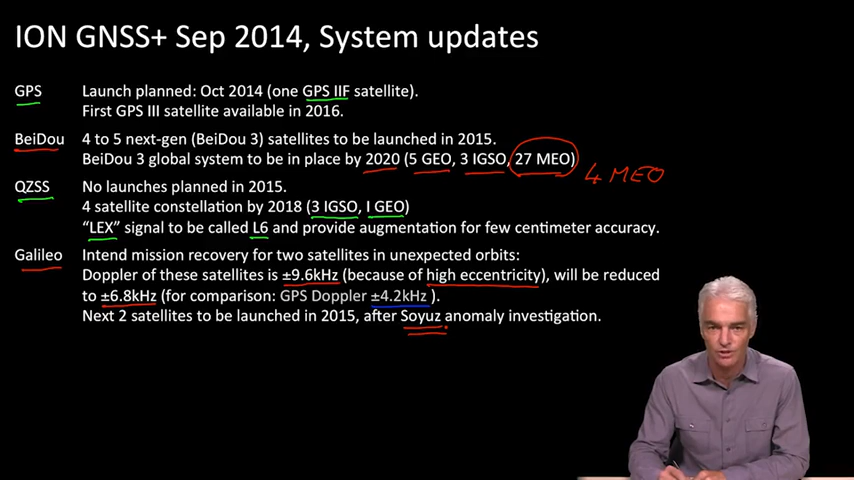 ION GNSS+ Sep 2014, System updates
GPS Launch planned: Oct 2014 (one GPS IIF satellite).
First GPS III satellite available in 2016.
BeiDou 4 to 5 next-gen (BeiDou 3) satellites to be launched in 2015.
BeiDou 3 global system to be in place by 2020 (5 GEO, 3 IGSO, 27 MEO)
4 MEO
QZSS No launches planned in 2015.
4 satellite constellation by 2018 (3 IGSO, 1 GEO)
“LEX” signal to be called L6 and provide augmentation for few centimeter accuracy.
Galileo Intend mission recovery for two satellites in unexpected orbits:
Doppler of these satellites is ±9.6kHz (because of high eccentricity), will be reduced
to ±6.8kHz (for comparison: GPS Doppler ±4.2kHz ).
Next 2 satellites to be launched in 2015, after Soyuz anomaly investigation.